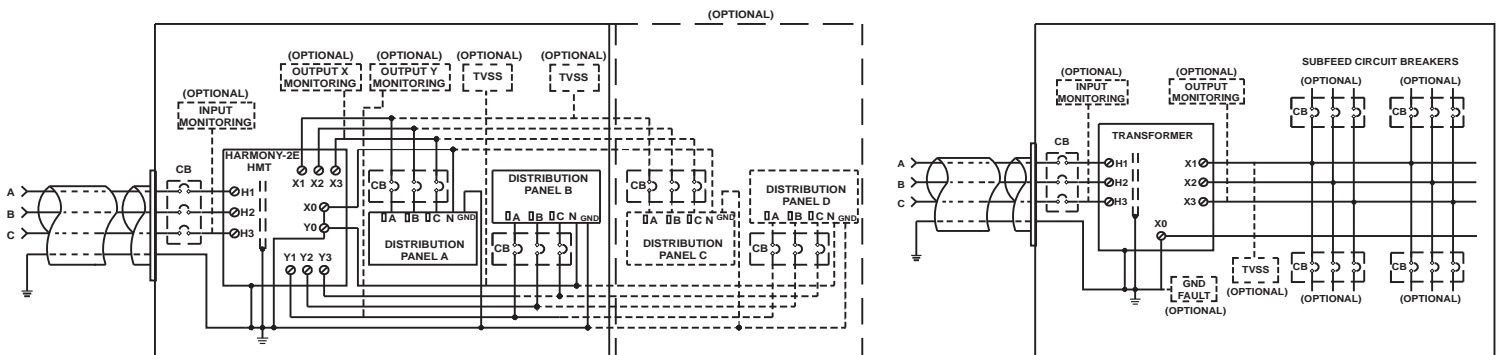 (OPTIONAL)
(OPTIONAL)
OUTPUT X
MONITORING
(OPTIONAL)
OUTPUT Y
MONITORING
(OPTIONAL)
TVSS
(OPTIONAL)
TVSS
(OPTIONAL)
INPUT
MONITORING
CB
HARMONY-2E
HMT
X1 X2 X3
H1
H2
H3
X0
Y0
Y1 Y2 Y3
A
B
C
CB
A B C N GND
DISTRIBUTION
PANEL A
DISTRIBUTION
PANEL B
A B C N GND
CB
CB
A B C N GND
DISTRIBUTION
PANEL C
DISTRIBUTION
PANEL D
A B C N GND
CB
(OPTIONAL)
INPUT
MONITORING
(OPTIONAL)
OUTPUT
MONITORING
SUBFEED CIRCUIT BREAKERS
(OPTIONAL)
(OPTIONAL)
CB
CB
CB
TRANSFORMER
A
B
C
H1
H2
H3
X1
X2
X3
X0
TVSS
(OPTIONAL)
GND
FAULT
(OPTIONAL)
CB
CB
(OPTIONAL)
(OPTIONAL)